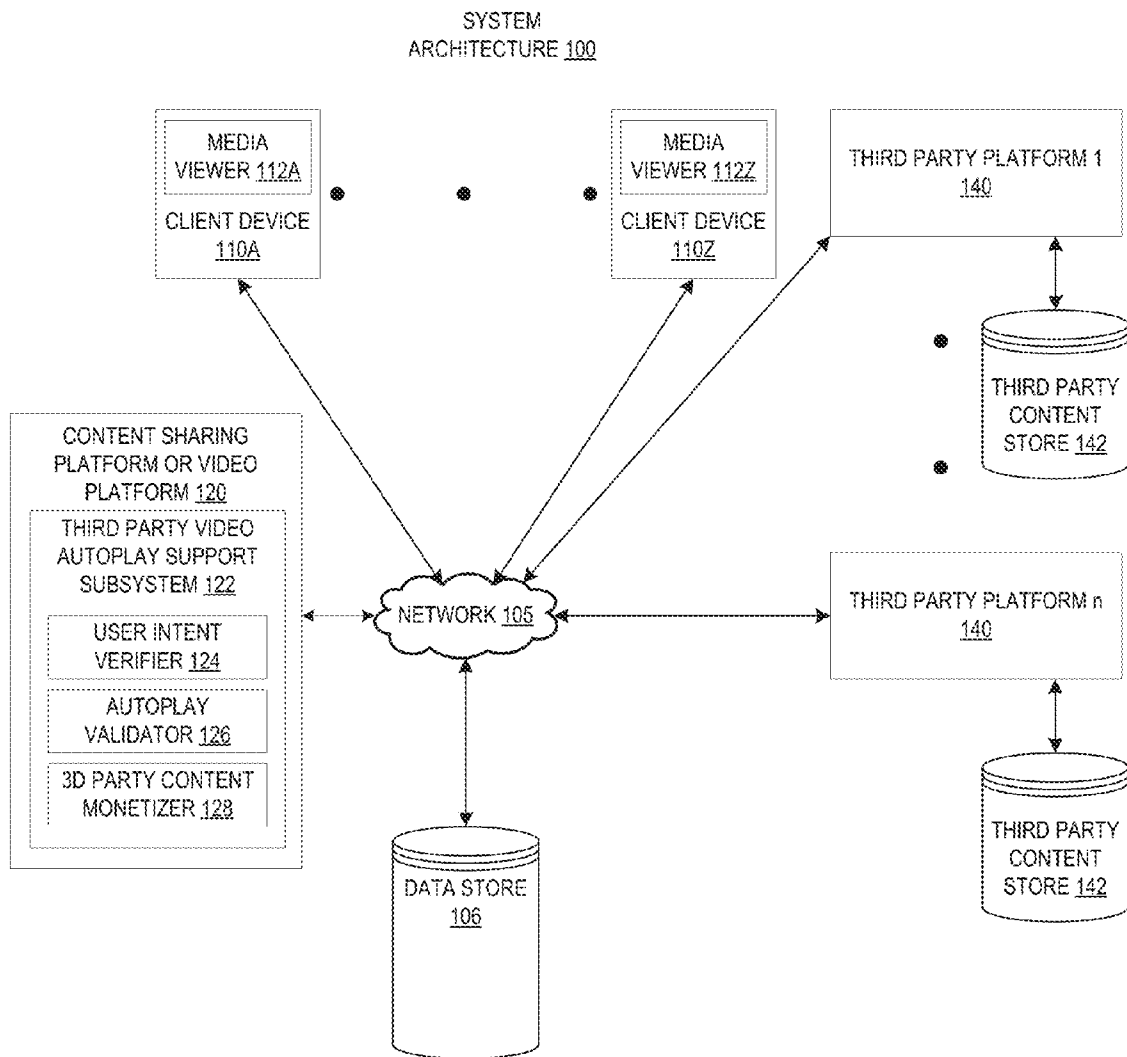 SYSTEM
ARCHITECTURE 100
MEDIA
VIEWER 112A
CLIENT DEVICE
110A
MEDIA
VIEWER 112Z
CLIENT DEVICE
110Z
THIRD PARTY PLATFORM 1
140
THIRD PARTY
CONTENT
STORE 142
CONTENT SHARING
PLATFORM OR VIDEO
PLATFORM 120
THIRD PARTY VIDEO
AUTOPLAY SUPPORT
SUBSYSTEM 122
USER INTENT
VERIFIER 124
AUTOPLAY
VALIDATOR 126
3D PARTY CONTENT
MONETIZER 128
NETWORK 105
THIRD PARTY PLATFORM n
140
THIRD PARTY
CONTENT
STORE 142
DATA STORE
106